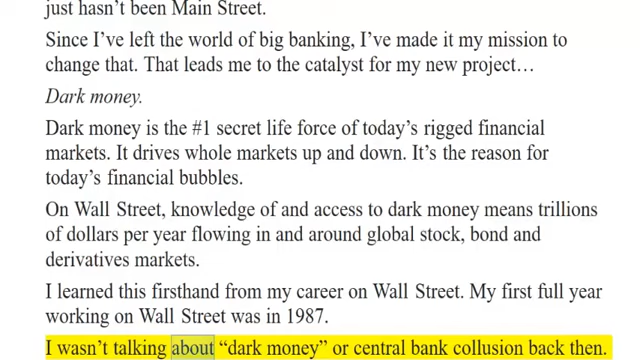 just hasn’t been Main Street.
Since I’ve left the world of big banking, I’ve made it my mission to
change that. That leads me to the catalyst for my new project…
Dark money.
Dark money is the #1 secret life force of today’s rigged financial
markets. It drives whole markets up and down. It’s the reason for
today’s financial bubbles.
On Wall Street, knowledge of and access to dark money means trillions
of dollars per year flowing in and around global stock, bond and
derivatives markets.
I learned this firsthand from my career on Wall Street. My first full year
working on Wall Street was in 1987.
I wasn’t talking about “dark money” or central bank collusion back then.